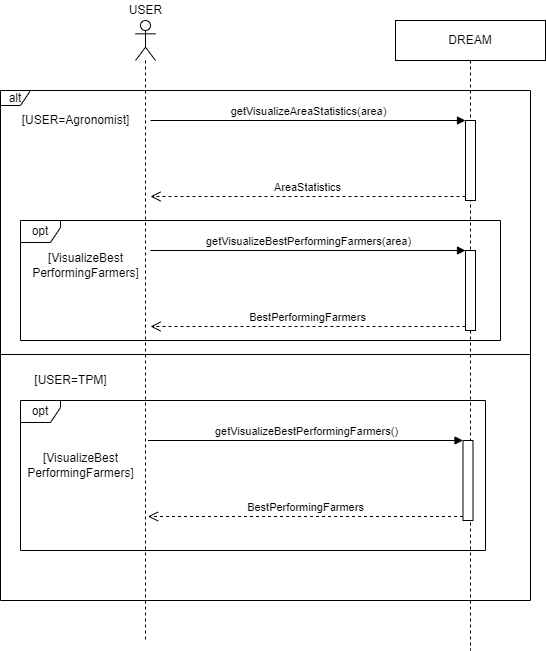 USER
DREAM
alt
[USER=Agronomist]
getVisualizeAreaStatistics(area)
AreaStatistics
opt
[VisualizeBest
PerformingFarmers]
getVisualizeBestPerformingFarmers(area)
BestPerformingFarmers
[USER=TPM]
opt
[VisualizeBest
PerformingFarmers]
getVisualizeBestPerformingFarmers()
BestPerformingFarmers